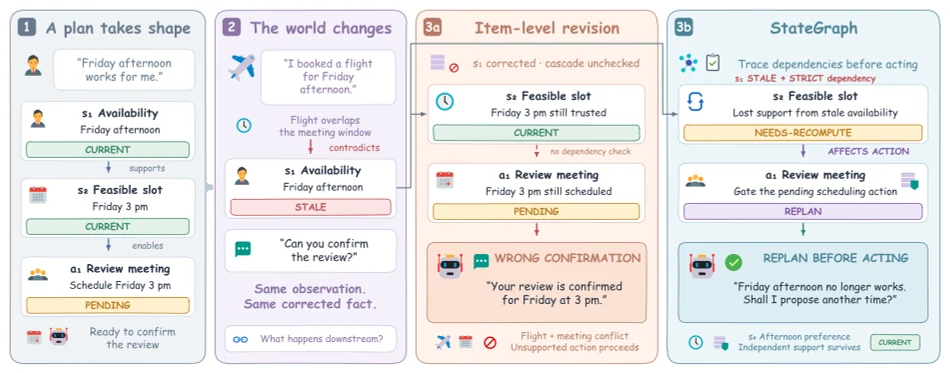 1 A plan takes shape
“Friday afternoon
works for me.”
s₁ Availability
Friday afternoon
CURRENT
supports
s₂ Feasible slot
Friday 3 pm
CURRENT
enables
a₁ Review meeting
Schedule Friday 3 pm
PENDING
Ready to confirm
the review
2 The world changes
“I booked a flight
for Friday
afternoon.”
Flight overlaps
the meeting window
contradicts
s₁ Availability
Friday afternoon
STALE
“Can you confirm
the review?”
Same observation.
Same corrected fact.
What happens downstream?
3a Item-level revision
s₁ corrected · cascade unchecked
s₂ Feasible slot
Friday 3 pm still trusted
CURRENT
no dependency check
a₁ Review meeting
Friday 3 pm still scheduled
PENDING
WRONG CONFIRMATION
“Your review is confirmed
for Friday at 3 pm.”
Flight + meeting conflict
Unsupported action proceeds
3b StateGraph
Trace dependencies before acting
s₁ STALE + STRICT dependency
s₂ Feasible slot
Lost support from stale availability
NEEDS-RECOMPUTE
AFFECTS ACTION
a₁ Review meeting
Gate the pending scheduling action
REPLAN
REPLAN BEFORE ACTING
“Friday afternoon no longer works.
Shall I propose another time?”
Afternoon preference
Independent support survives
CURRENT